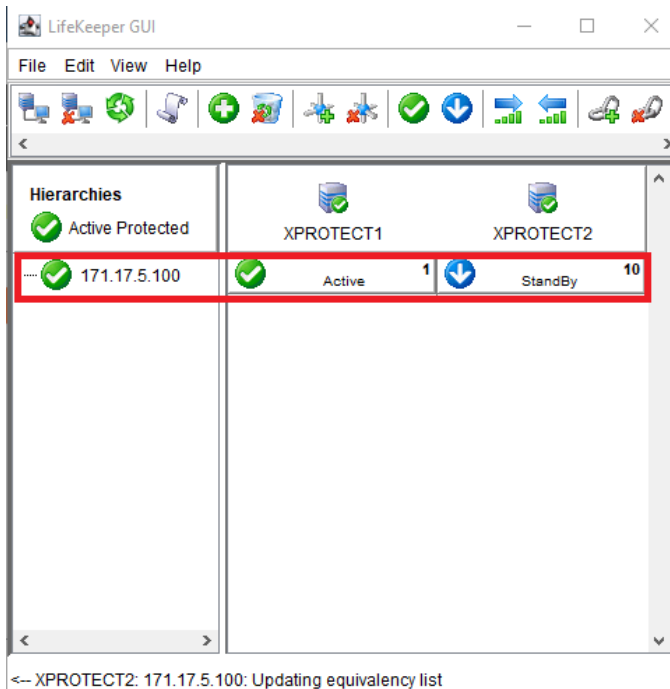 LifeKeeper GUI
File Edit View Help
Hierarchies
Active Protected
XPROTECT1
XPROTECT2
171.17.5.100
Active 1
StandBy 10
<-- XPROTECT2: 171.17.5.100: Updating equivalency list